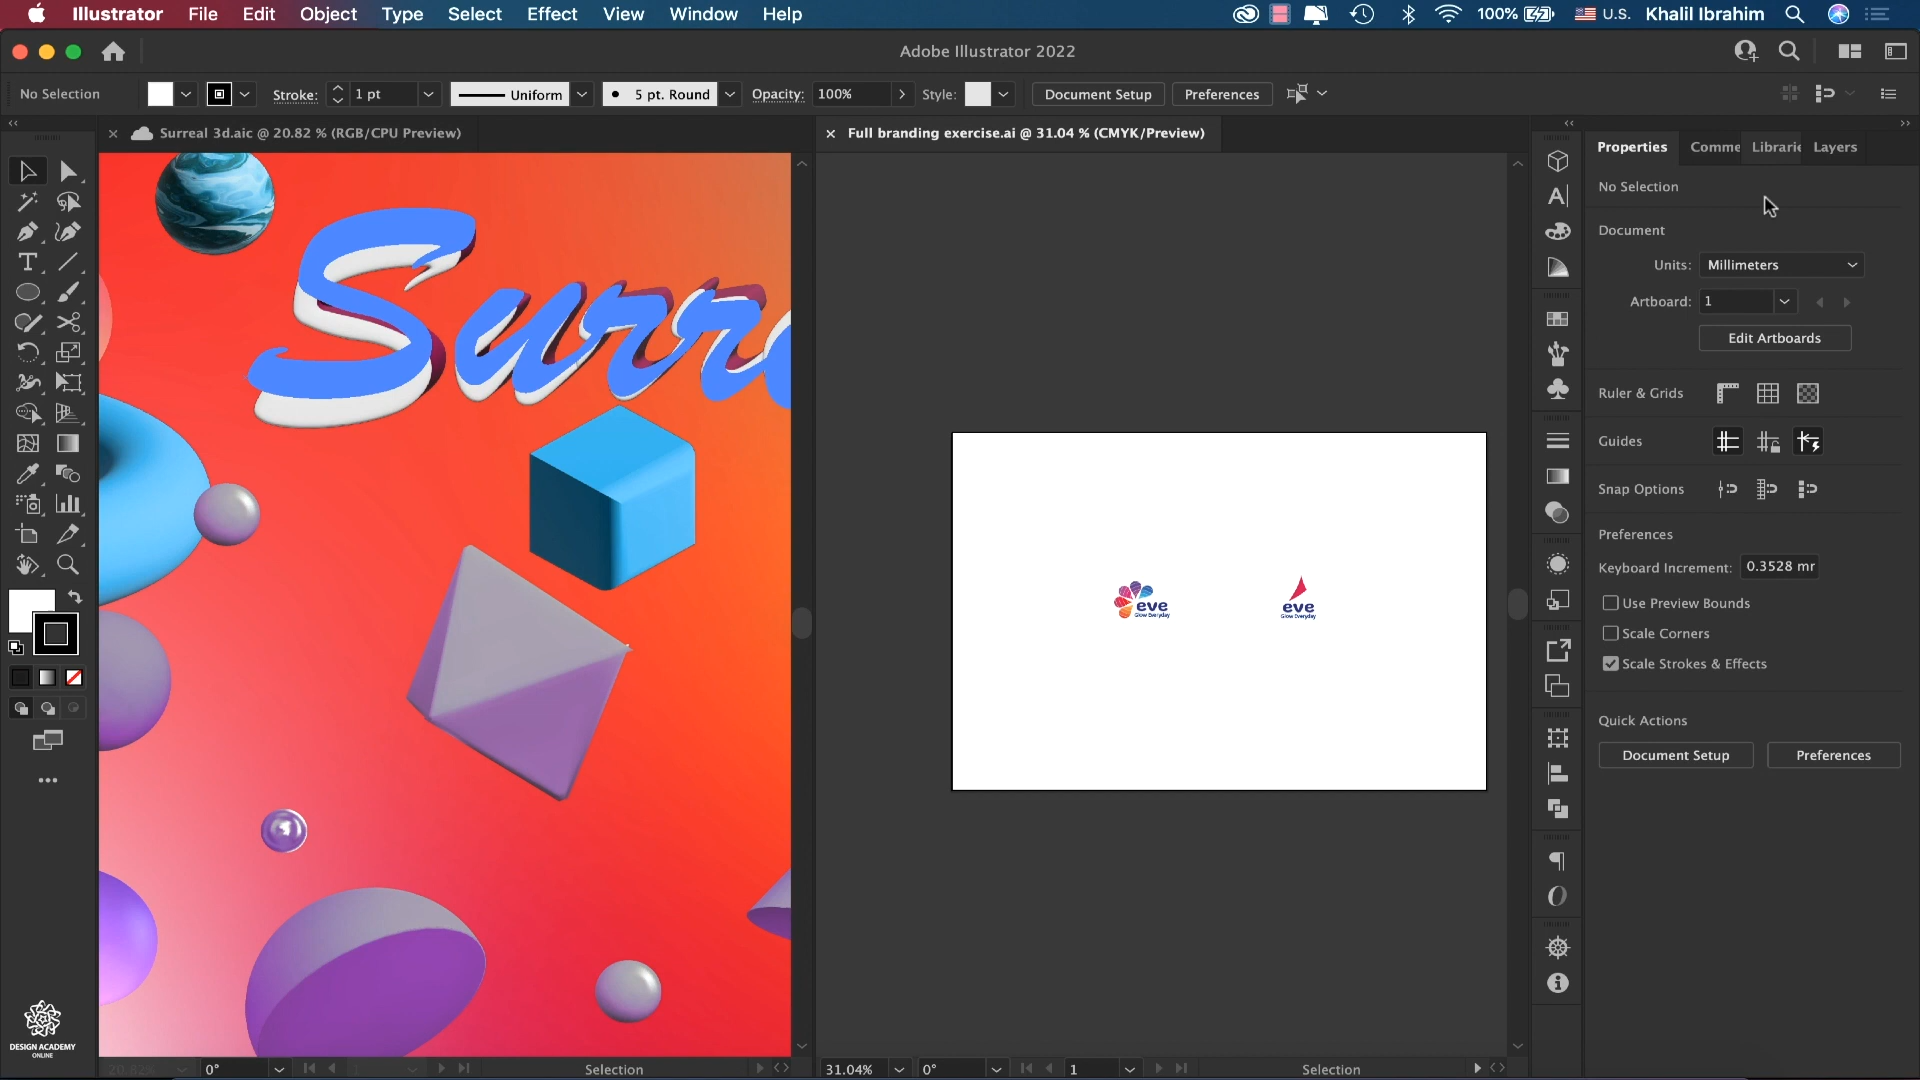 Illustrator File Edit Object Type Select Effect View Window Help
100% U.S. Khalil Ibrahim
Adobe Illustrator 2022
No Selection Stroke: 1 pt Uniform 5 pt. Round Opacity: 100% Style: Document Setup Preferences
Surreal 3d.aic @ 20.82 % (RGB/CPU Preview)
Full branding exercise.ai @ 31.04 % (CMYK/Preview)
Properties Comme Librarie Layers
No Selection
Document
Units: Millimeters
Artboard: 1
Edit Artboards
Ruler & Grids
Guides
Snap Options
Preferences
Keyboard Increment: 0.3528 mr
Use Preview Bounds
Scale Corners
Scale Strokes & Effects
Quick Actions
Document Setup Preferences
Surre
eve
Glow Everyday
eve
Glow Everyday
DESIGN ACADEMY
ONLINE
20.82% 0° 1 Selection
31.04% 0° 1 Selection